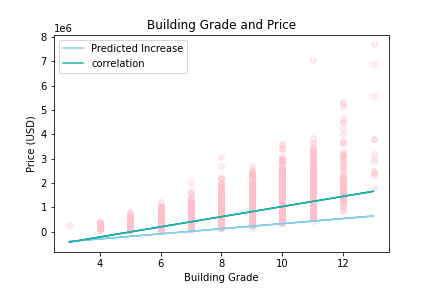 Building Grade and Price
1e6
Predicted Increase
correlation
8
7
6
5
4
3
2
1
0
Price (USD)
4 6 8 10 12
Building Grade